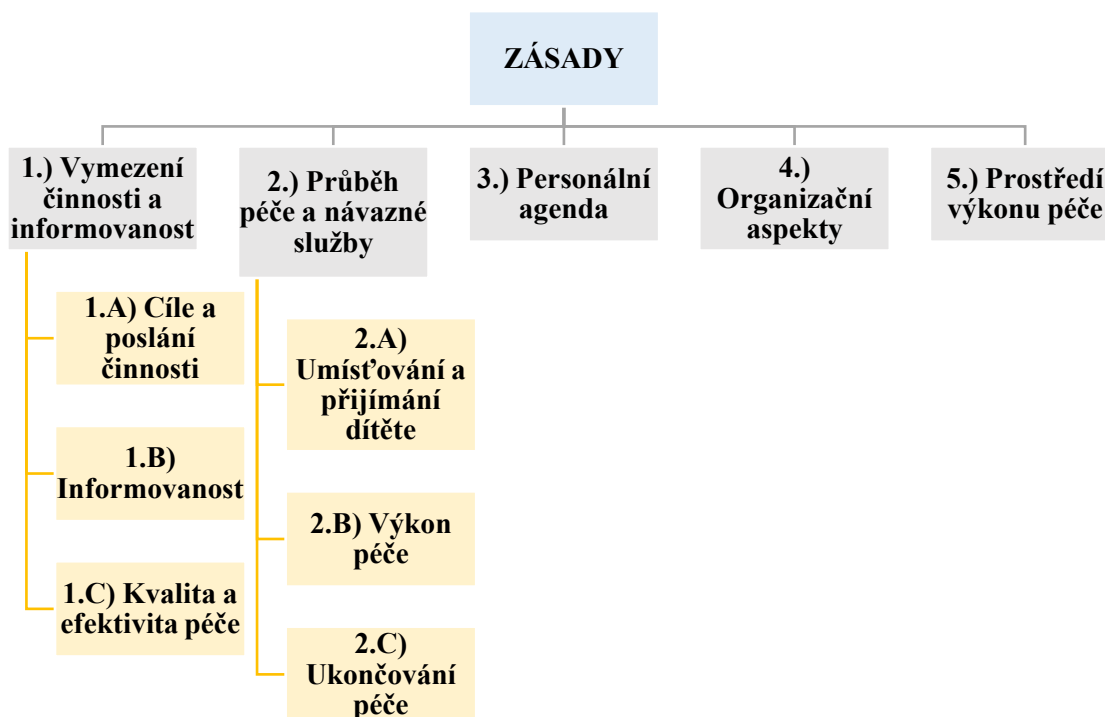 ZÁSADY
1.) Vymezení
činnosti a
informovanost
2.) Průběh
péče a návazné
služby
3.) Personální
agenda
4.)
Organizační
aspekty
5.) Prostředí
výkonu péče
1.A) Cíle a
poslání
činnosti
1.B)
Informovanost
1.C) Kvalita a
efektivita péče
2.A)
Umísťování a
přijímání
dítěte
2.B) Výkon
péče
2.C)
Ukončování
péče